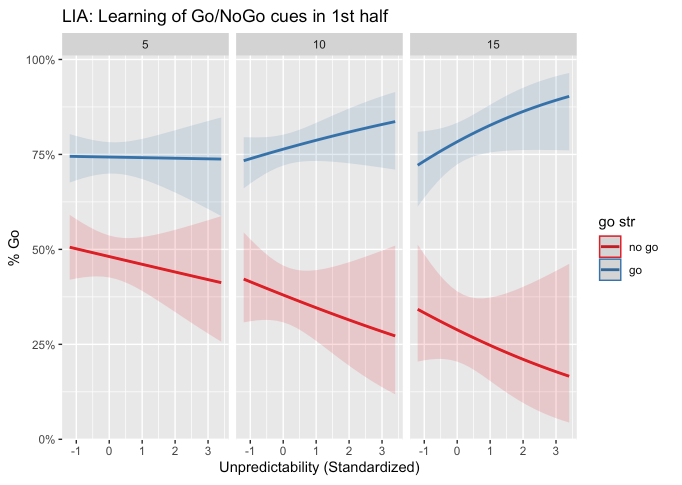 LIA: Learning of Go/NoGo cues in 1st half
5 10 15
100%
75%
50%
25%
0%
% Go
-1 0 1 2 3 -1 0 1 2 3 -1 0 1 2 3
Unpredictability (Standardized)
go str
no go
go